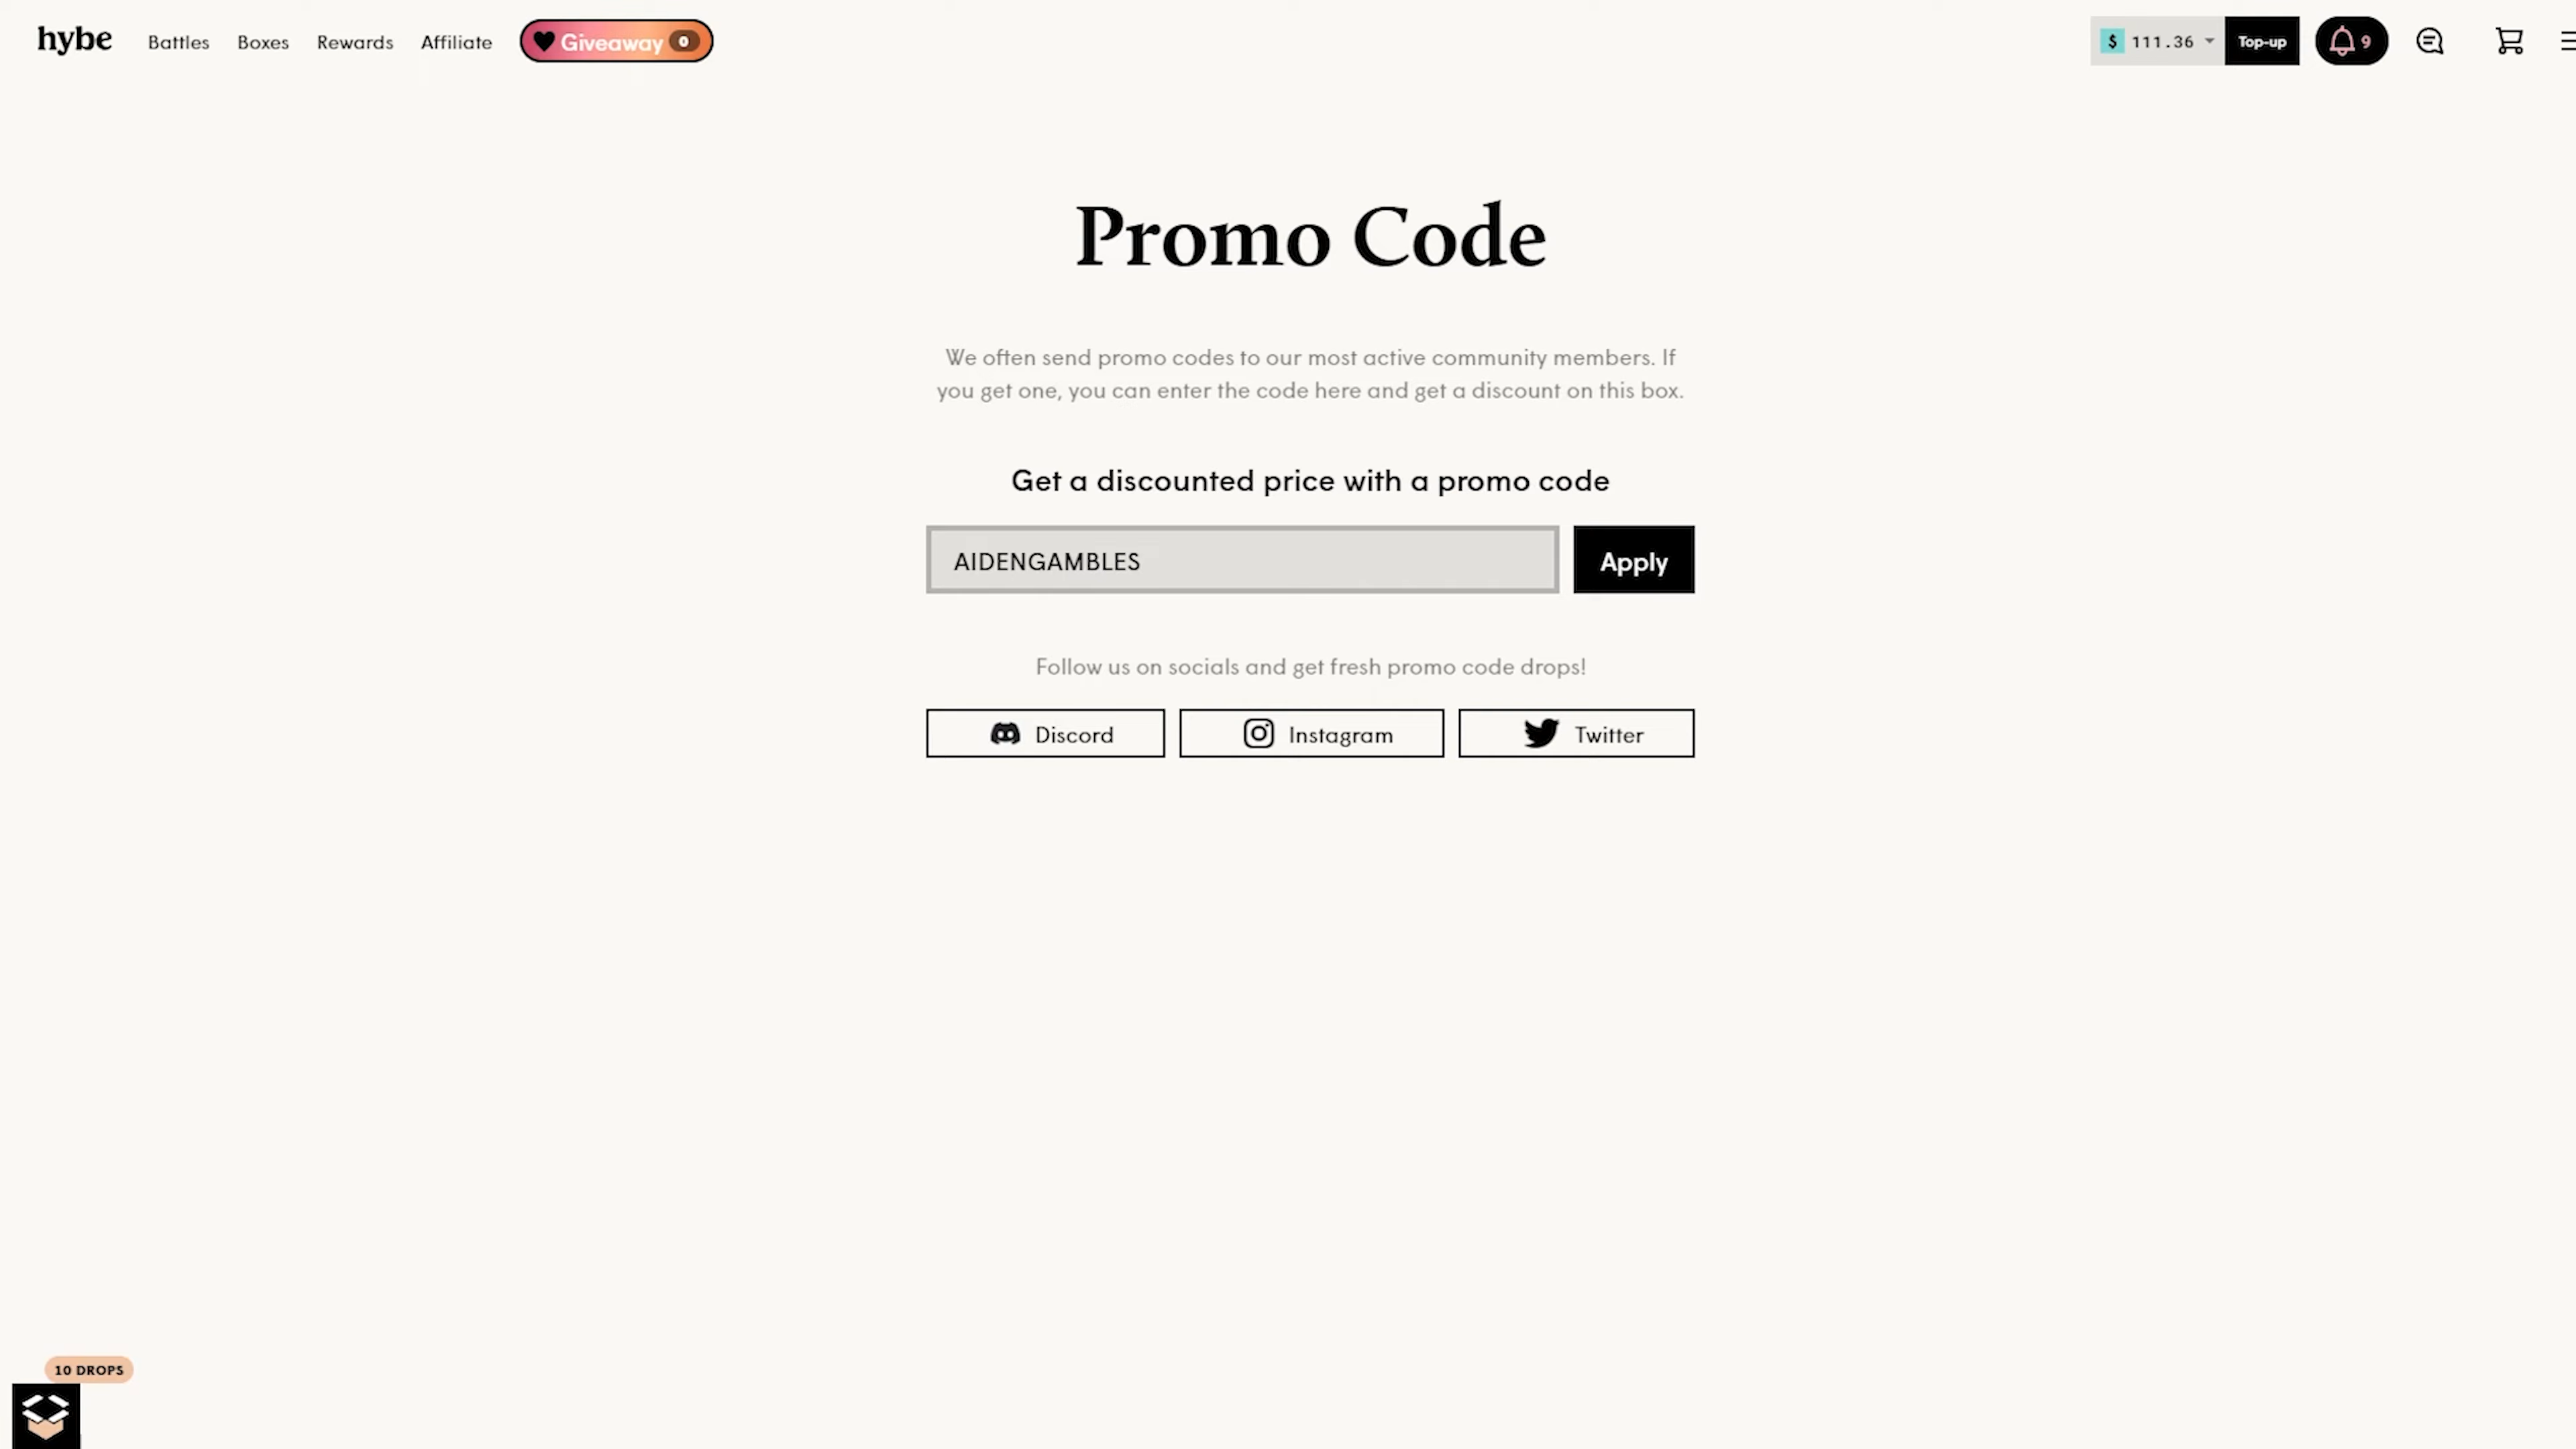 hybe
Battles
Boxes
Rewards
Affiliate
Giveaway 0
$ 111.36
Top-up
9
Promo Code
We often send promo codes to our most active community members. If
you get one, you can enter the code here and get a discount on this box.
Get a discounted price with a promo code
AIDENGAMBLES
Apply
Follow us on socials and get fresh promo code drops!
Discord
Instagram
Twitter
10 DROPS